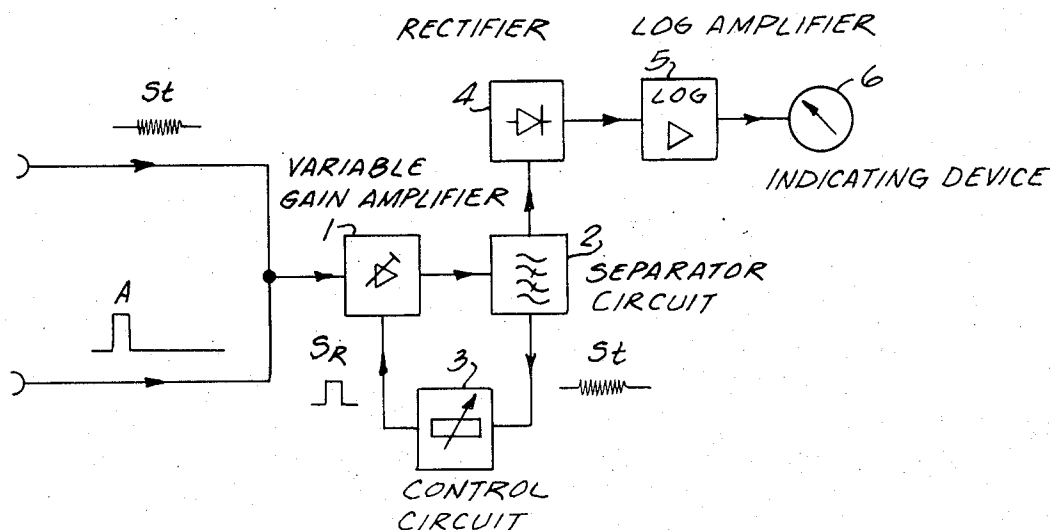 RECTIFIER
LOG AMPLIFIER
St
4
5
LOG
6
VARIABLE
GAIN AMPLIFIER
INDICATING DEVICE
1
2
SEPARATOR
CIRCUIT
A
SR
3
St
CONTROL
CIRCUIT